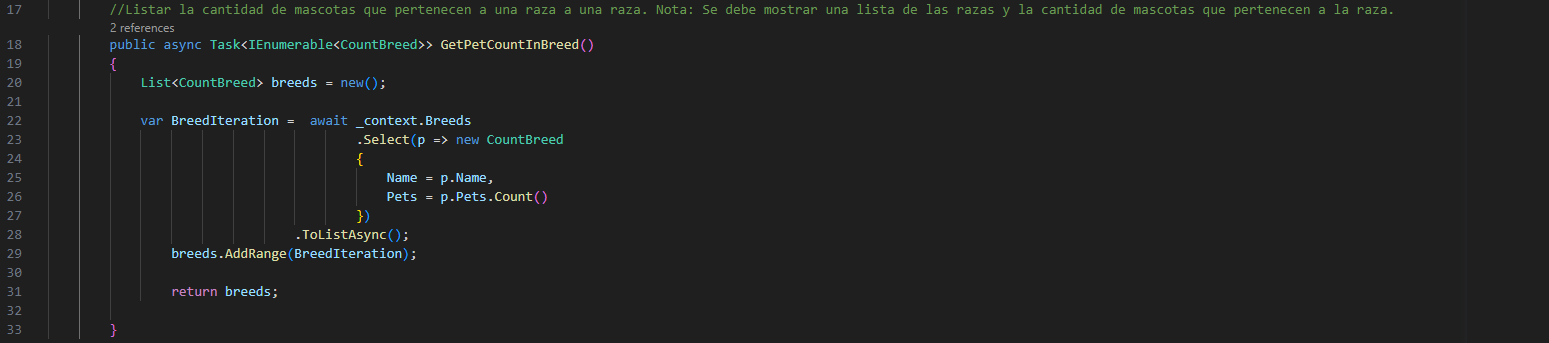 17 //Listar la cantidad de mascotas que pertenecen a una raza a una raza. Nota: Se debe mostrar una lista de las razas y la cantidad de mascotas que pertenecen a la raza.
2 references
18 public async Task<IEnumerable<CountBreed>> GetPetCountInBreed()
19 {
20 List<CountBreed> breeds = new();
21
22 var BreedIteration =  await _context.Breeds
23 .Select(p => new CountBreed
24 {
25 Name = p.Name,
26 Pets = p.Pets.Count()
27 })
28 .ToListAsync();
29 breeds.AddRange(BreedIteration);
30
31 return breeds;
32
33 }